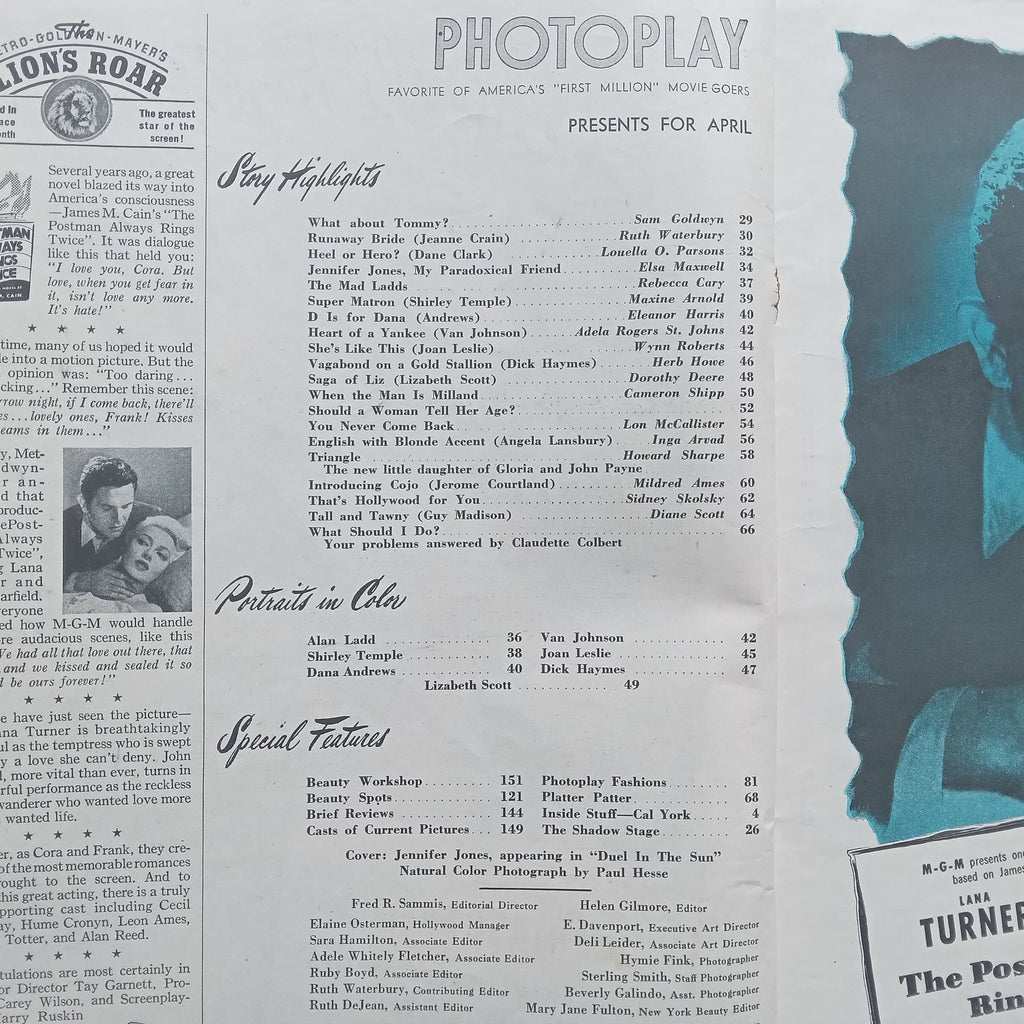 The
METRO-GOLDWYN-MAYER'S
LION'S ROAR
The greatest
star of the
screen!
Several years ago, a great
novel blazed its way into
America's consciousness
—James M. Cain's "The
Postman Always Rings
Twice". It was dialogue
like this that held you:
"I love you, Cora. But
love, when you get fear in
it, isn't love any more.
It's hate!"
★ ★ ★ ★
time, many of us hoped it would
into a motion picture. But the
opinion was: "Too daring...
Remember this scene:
night, if I come back, there'll
...lovely ones, Frank! Kisses
in them..."
Lana
and
how M-G-M would handle
audacious scenes, like this
had all that love out there, that
and we kissed and sealed it so
be ours forever!"
★ ★ ★ ★
have just seen the picture—
Turner is breathtakingly
as the temptress who is swept
a love she can't deny. John
more vital than ever, turns in
performance as the reckless
wanderer who wanted love more
wanted life.
★ ★ ★ ★
as Cora and Frank, they cre-
of the most memorable romances
to the screen. And to
this great acting, there is a truly
cast including Cecil
Hume Cronyn, Leon Ames,
Totter, and Alan Reed.
★ ★ ★ ★
are most certainly in
Director Tay Garnett, Pro-
Carey Wilson, and Screenplay-
Harry Ruskin
PHOTOPLAY
FAVORITE OF AMERICA'S "FIRST MILLION" MOVIE GOERS
PRESENTS FOR APRIL
Story Highlights
What about Tommy? Sam Goldwyn 29
Runaway Bride (Jeanne Crain) Ruth Waterbury 30
Heel or Hero? (Dane Clark) Louella O. Parsons 32
Jennifer Jones, My Paradoxical Friend Elsa Maxwell 34
The Mad Ladds Rebecca Cary 37
Super Matron (Shirley Temple) Maxine Arnold 39
D Is for Dana (Andrews) Eleanor Harris 40
Heart of a Yankee (Van Johnson) Adela Rogers St. Johns 42
She's Like This (Joan Leslie) Wynn Roberts 44
Vagabond on a Gold Stallion (Dick Haymes) Herb Howe 46
Saga of Liz (Lizabeth Scott) Dorothy Deere 48
When the Man Is Milland Cameron Shipp 50
Should a Woman Tell Her Age? 52
You Never Come Back Lon McCallister 54
English with Blonde Accent (Angela Lansbury) Inga Arvad 56
Triangle Howard Sharpe 58
The new little daughter of Gloria and John Payne
Introducing Cojo (Jerome Courtland) Mildred Ames 60
That's Hollywood for You Sidney Skolsky 62
Tall and Tawny (Guy Madison) Diane Scott 64
What Should I Do? 66
Your problems answered by Claudette Colbert
Portraits in Color
Alan Ladd 36 Van Johnson 42
Shirley Temple 38 Joan Leslie 45
Dana Andrews 40 Dick Haymes 47
Lizabeth Scott 49
Special Features
Beauty Workshop 151 Photoplay Fashions 81
Beauty Spots 121 Platter Patter 68
Brief Reviews 144 Inside Stuff—Cal York 4
Casts of Current Pictures 149 The Shadow Stage 26
Cover: Jennifer Jones, appearing in "Duel In The Sun"
Natural Color Photograph by Paul Hesse
Fred R. Sammis, Editorial Director Helen Gilmore, Editor
Elaine Osterman, Hollywood Manager E. Davenport, Executive Art Director
Sara Hamilton, Associate Editor Deli Leider, Associate Art Director
Adele Whitely Fletcher, Associate Editor Hymie Fink, Photographer
Ruby Boyd, Associate Editor Sterling Smith, Staff Photographer
Ruth Waterbury, Contributing Editor Beverly Galindo, Asst. Photographer
Ruth DeJean, Assistant Editor Mary Jane Fulton, New York Beauty Editor
M-G-M presents
based on James
LANA
TURNER
The